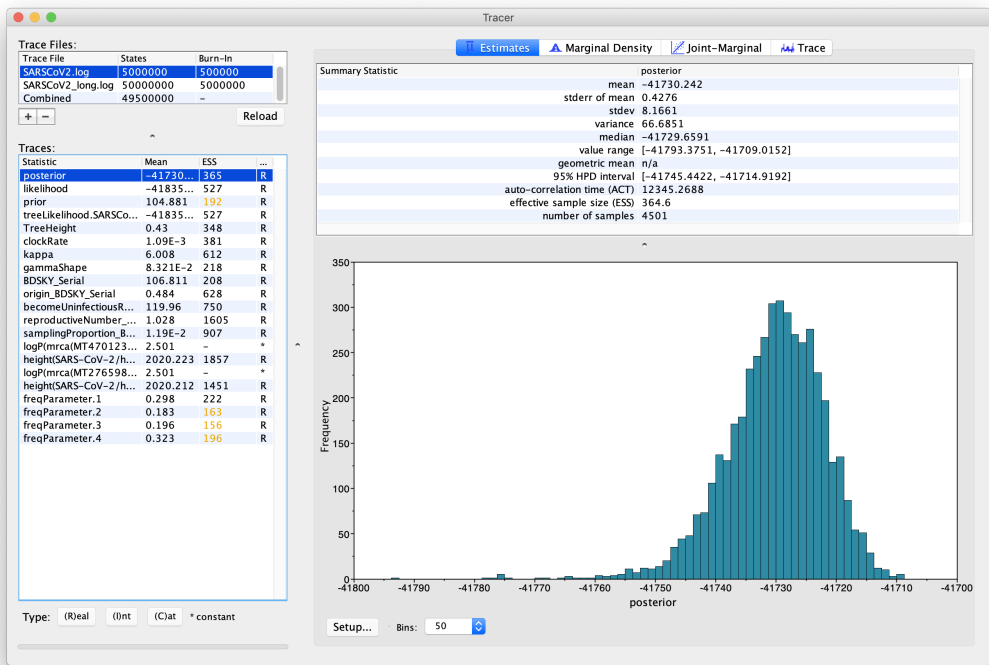 Tracer
Trace Files:
Trace File States Burn-In
SARSCoV2.log 5000000 500000
SARSCoV2_long.log 50000000 5000000
Combined 49500000 -
+ - Reload
Traces:
Statistic Mean ESS ...
posterior -41730... 365 R
likelihood -41835... 527 R
prior 104.881 192 R
treeLikelihood.SARSCo... -41835... 527 R
TreeHeight 0.43 348 R
clockRate 1.09E-3 381 R
kappa 6.008 612 R
gammaShape 8.321E-2 218 R
BDSKY_Serial 106.811 208 R
origin_BDSKY_Serial 0.484 628 R
becomeUninfectiousR... 119.96 750 R
reproductiveNumber_... 1.028 1605 R
samplingProportion_B... 1.19E-2 907 R
logP(mrca(MT470123... 2.501 - *
height(SARS-CoV-2/h... 2020.223 1857 R
logP(mrca(MT276598... 2.501 - *
height(SARS-CoV-2/h... 2020.212 1451 R
freqParameter.1 0.298 222 R
freqParameter.2 0.183 163 R
freqParameter.3 0.196 156 R
freqParameter.4 0.323 196 R
Type: (R)eal (I)nt (C)at * constant
Estimates Marginal Density Joint-Marginal Trace
Summary Statistic posterior
mean -41730.242
stderr of mean 0.4276
stdev 8.1661
variance 66.6851
median -41729.6591
value range [-41793.3751, -41709.0152]
geometric mean n/a
95% HPD interval [-41745.4422, -41714.9192]
auto-correlation time (ACT) 12345.2688
effective sample size (ESS) 364.6
number of samples 4501
350
300
250
200
150
100
50
0
Frequency
-41800 -41790 -41780 -41770 -41760 -41750 -41740 -41730 -41720 -41710 -41700
posterior
Setup... Bins: 50